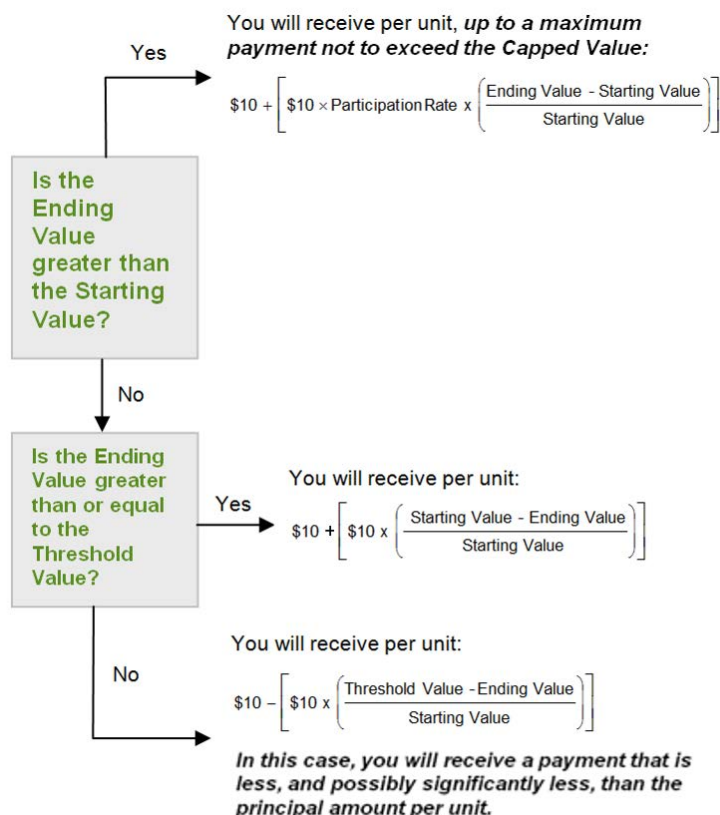 You will receive per unit, up to a maximum
payment not to exceed the Capped Value:
Yes
$10 + [ $10 × Participation Rate x ( Ending Value - Starting Value
Starting Value ) ]
Is the
Ending
Value
greater than
the Starting
Value?
No
Is the Ending
Value greater
than or equal
to the
Threshold
Value?
Yes
You will receive per unit:
$10 + [ $10 x ( Starting Value - Ending Value
Starting Value ) ]
No
You will receive per unit:
$10 – [ $10 x ( Threshold Value - Ending Value
Starting Value ) ]
In this case, you will receive a payment that is
less, and possibly significantly less, than the
principal amount per unit.